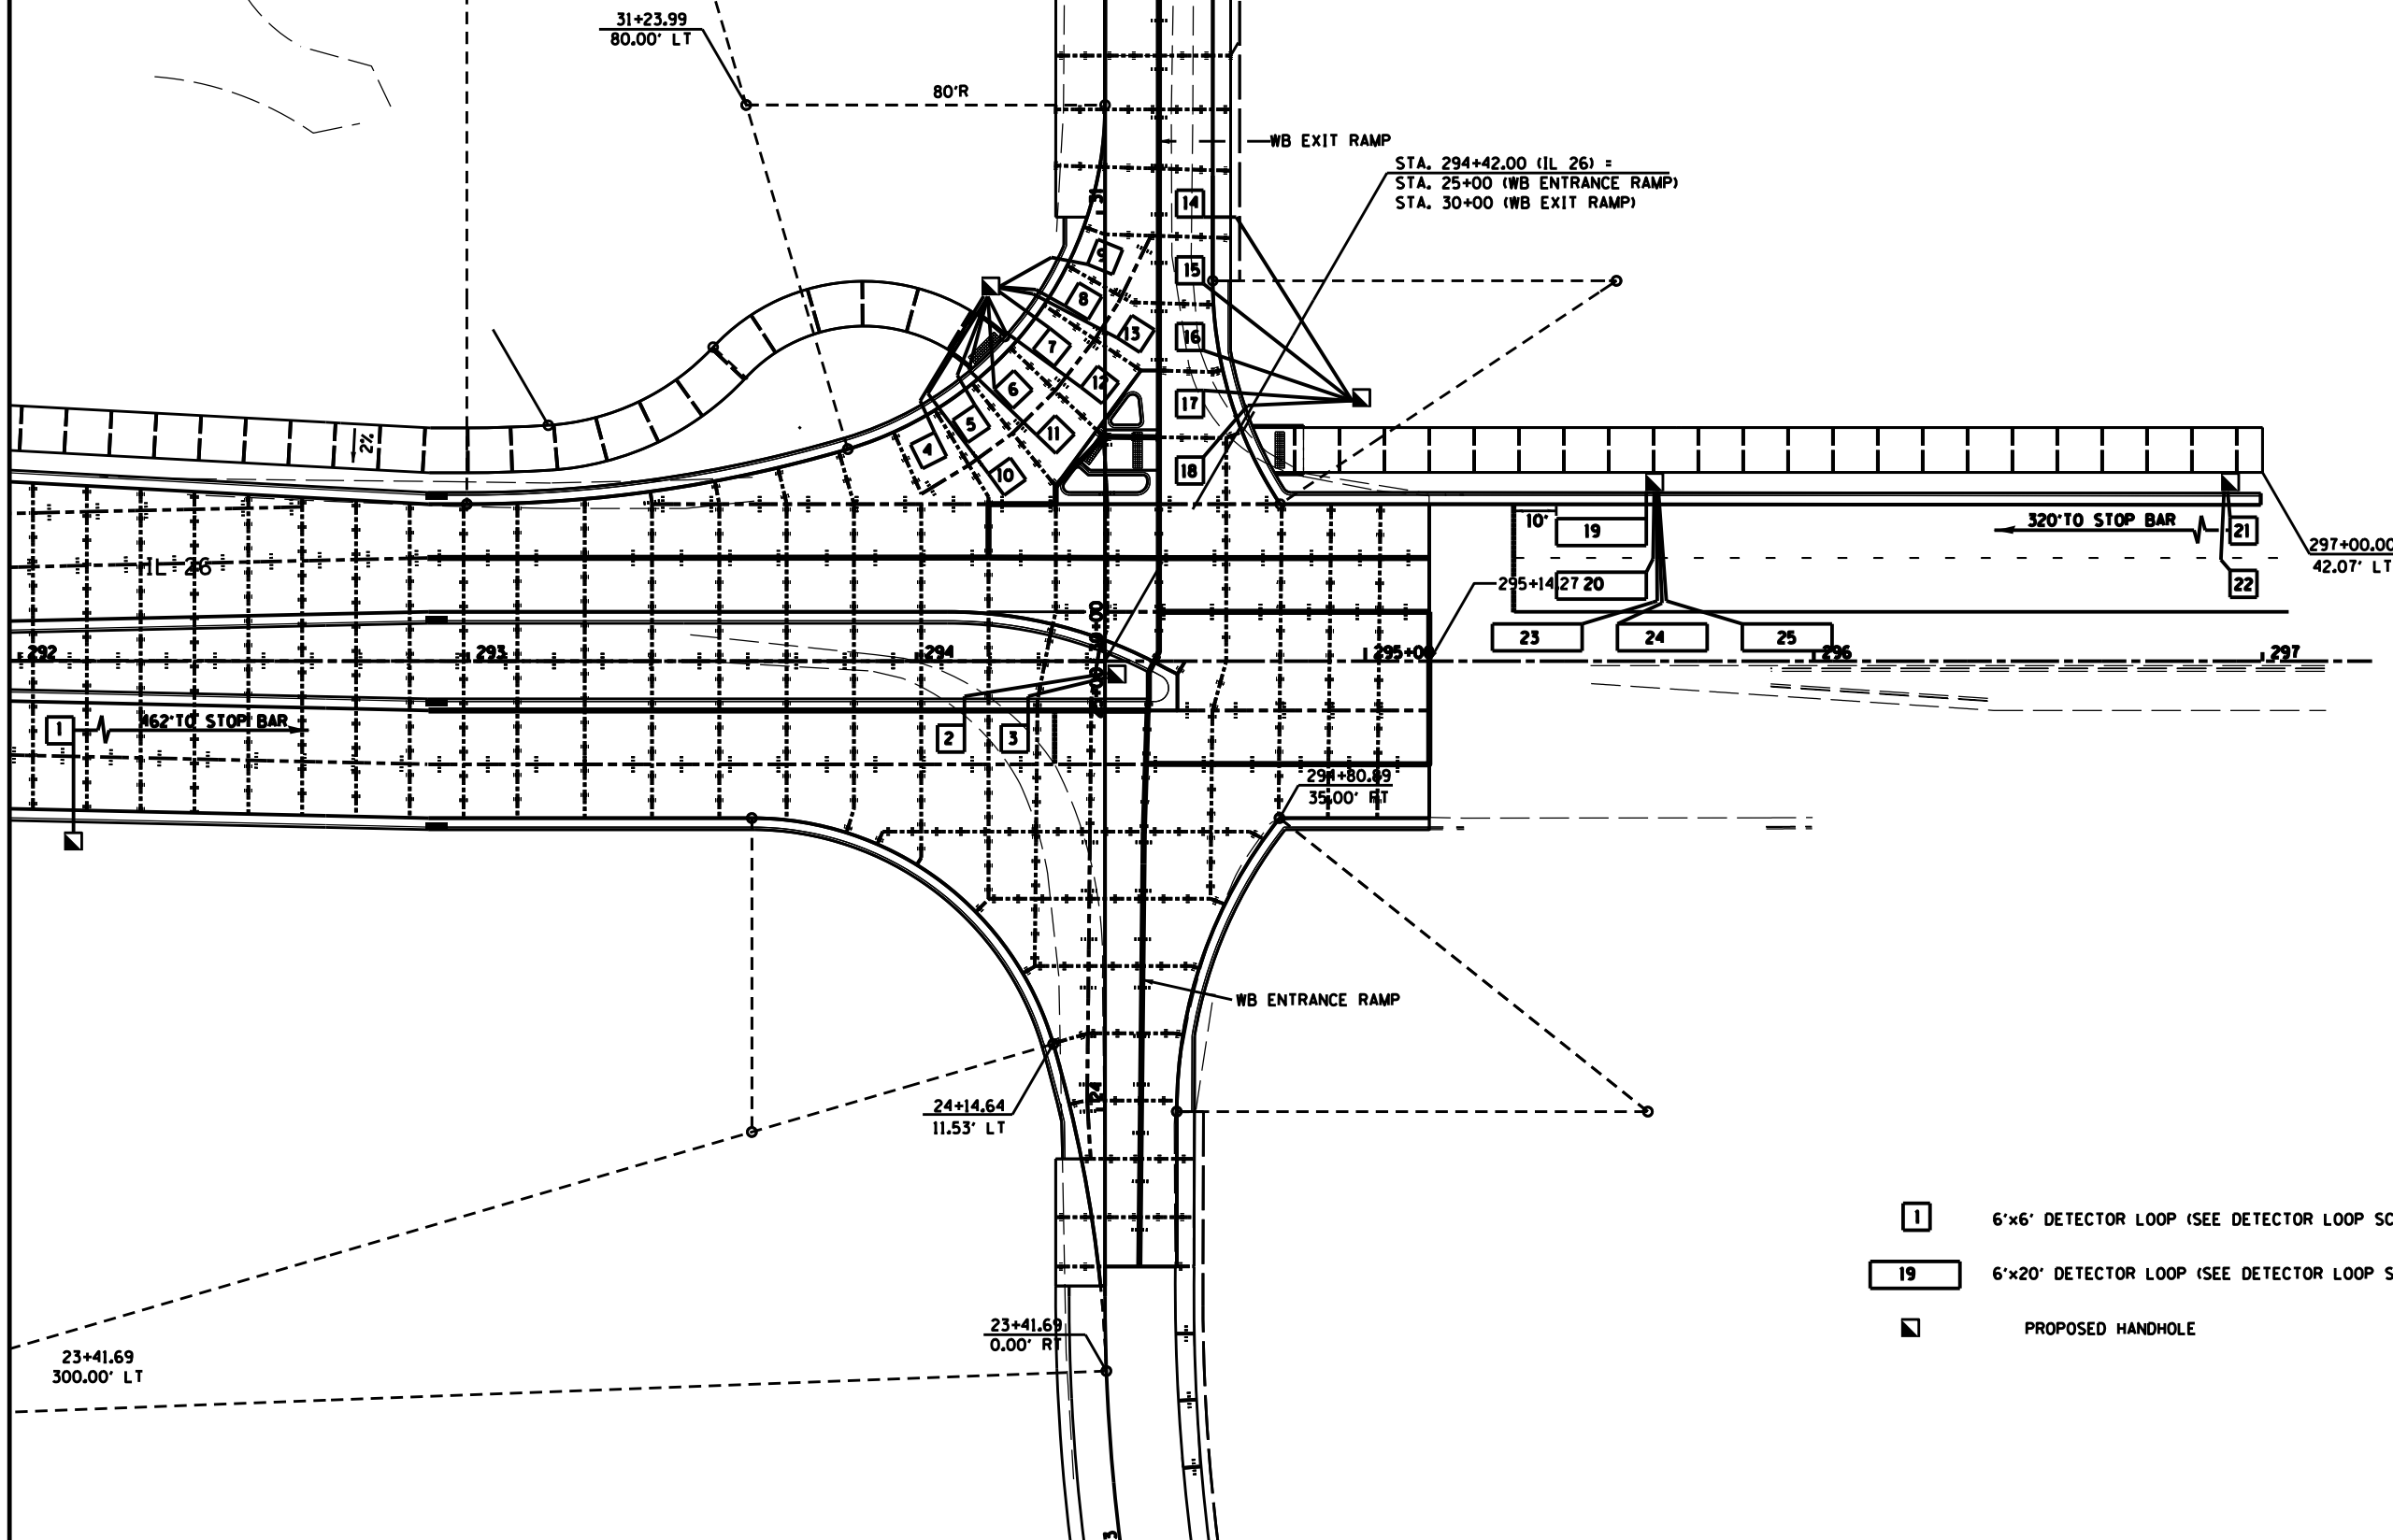 31+23.99
80.00' LT
80'R
WB EXIT RAMP
STA. 294+42.00 (IL 26) =
STA. 25+00 (WB ENTRANCE RAMP)
STA. 30+00 (WB EXIT RAMP)
31
14
9
15
8
13
16
7
12
6
17
5
11
4
10
18
2%
10'
19
320' TO STOP BAR
21
297+00.00
42.07' LT
IL 26
295+14.27
20
22
23
24
25
292
293
294
295+00
296
297
1
462' TO STOP BAR
2
3
294+80.89
35.00' RT
WB ENTRANCE RAMP
24
24+14.64
11.53' LT
1
6'x6' DETECTOR LOOP (SEE DETECTOR LOOP SC
19
6'x20' DETECTOR LOOP (SEE DETECTOR LOOP S
PROPOSED HANDHOLE
23+41.69
0.00' RT
23+41.69
300.00' LT